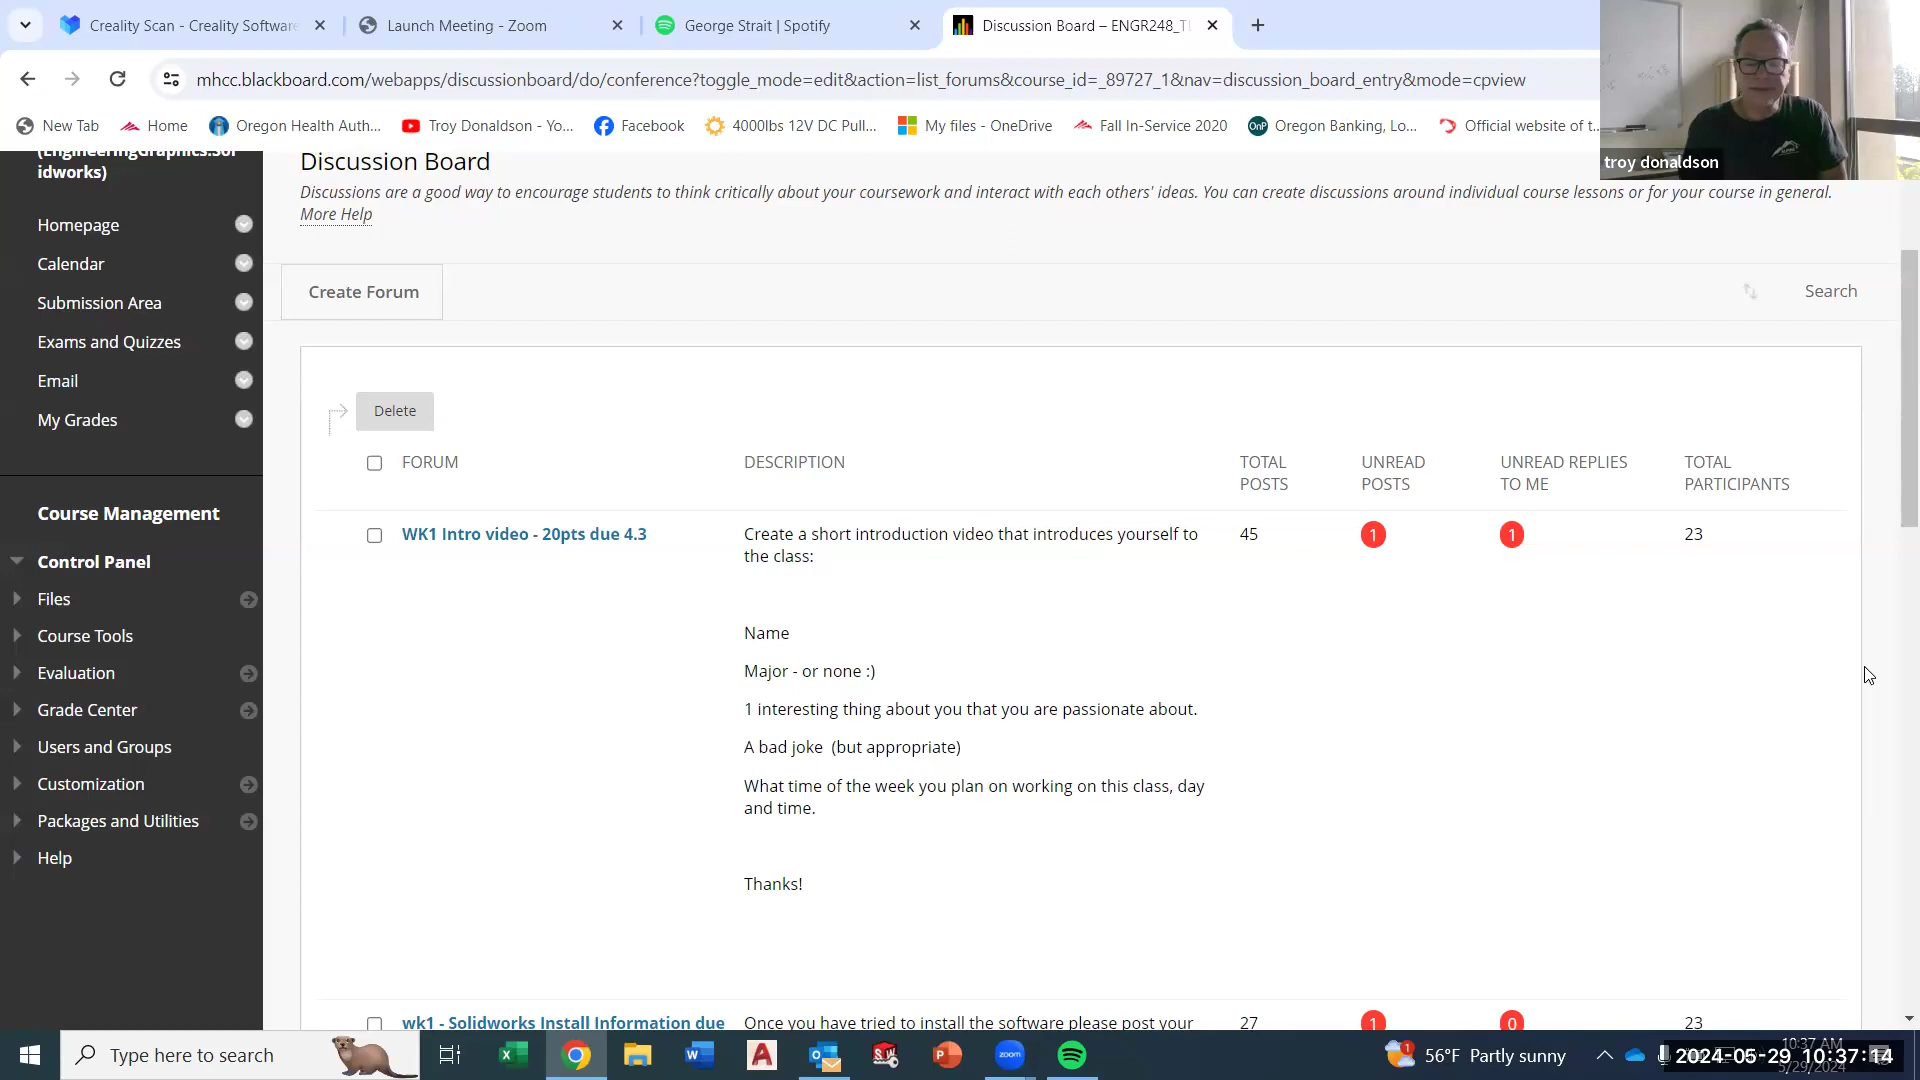 Creality Scan - Creality Software
Launch Meeting - Zoom
George Strait | Spotify
Discussion Board – ENGR248_TI
mhcc.blackboard.com/webapps/discussionboard/do/conference?toggle_mode=edit&action=list_forums&course_id=_89727_1&nav=discussion_board_entry&mode=cpview
New Tab
Home
Oregon Health Auth...
Troy Donaldson - Yo...
Facebook
4000lbs 12V DC Pull...
My files - OneDrive
Fall In-Service 2020
OnP
Oregon Banking, Lo...
Official website of t...
troy donaldson
(EngineeringGraphics.Sol
idworks)
Homepage
Calendar
Submission Area
Exams and Quizzes
Email
My Grades
Course Management
Control Panel
Files
Course Tools
Evaluation
Grade Center
Users and Groups
Customization
Packages and Utilities
Help
Discussion Board
Discussions are a good way to encourage students to think critically about your coursework and interact with each others' ideas. You can create discussions around individual course lessons or for your course in general.
More Help
Create Forum
Search
Delete
FORUM
DESCRIPTION
TOTAL
POSTS
UNREAD
POSTS
UNREAD REPLIES
TO ME
TOTAL
PARTICIPANTS
WK1 Intro video - 20pts due 4.3
Create a short introduction video that introduces yourself to
the class:
Name
Major - or none :)
1 interesting thing about you that you are passionate about.
A bad joke (but appropriate)
What time of the week you plan on working on this class, day
and time.
Thanks!
45
1
1
23
wk1 - Solidworks Install Information due
Once you have tried to install the software please post your
27
1
0
23
Type here to search
zoom
1
56°F Partly sunny
10:37 AM
5/29/2024
2024-05-29 10:37:14